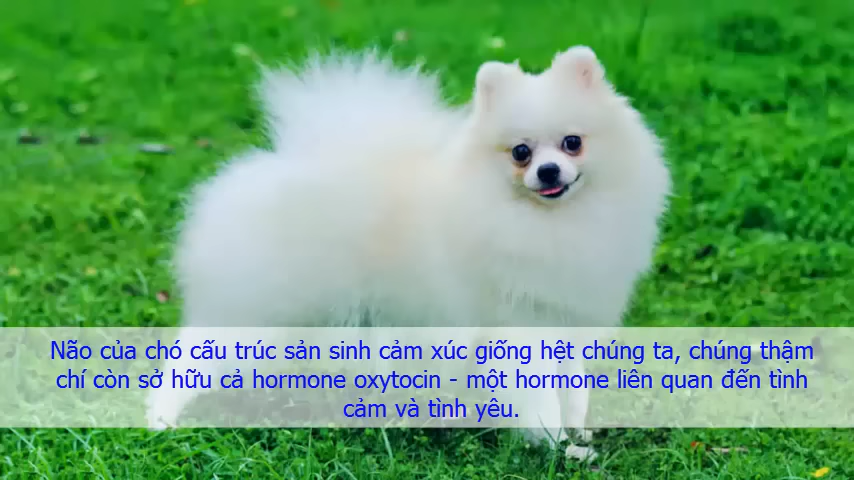 Não của chó cấu trúc sản sinh cảm xúc giống hệt chúng ta, chúng thậm
chí còn sở hữu cả hormone oxytocin - một hormone liên quan đến tình
cảm và tình yêu.